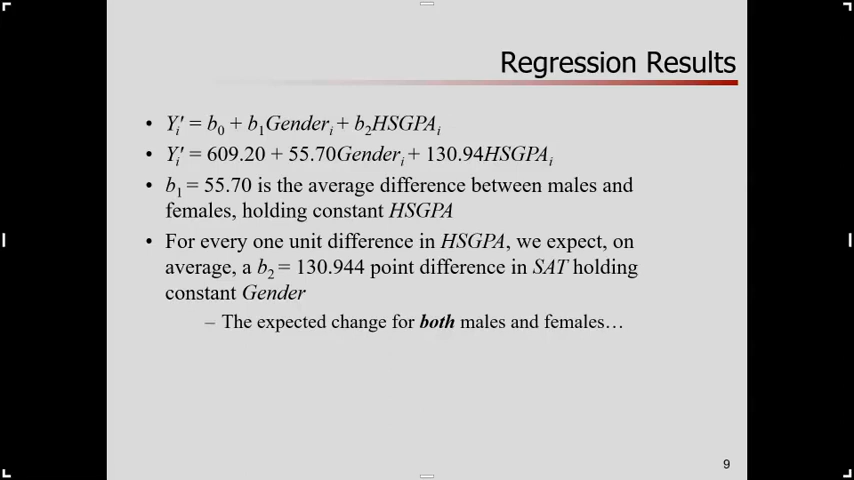 Regression Results
• Yᵢ' = b₀ + b₁Genderᵢ + b₂HSGPAᵢ
• Yᵢ' = 609.20 + 55.70Genderᵢ + 130.94HSGPAᵢ
• b₁ = 55.70 is the average difference between males and
females, holding constant HSGPA
• For every one unit difference in HSGPA, we expect, on
average, a b₂ = 130.944 point difference in SAT holding
constant Gender
– The expected change for both males and females…
9